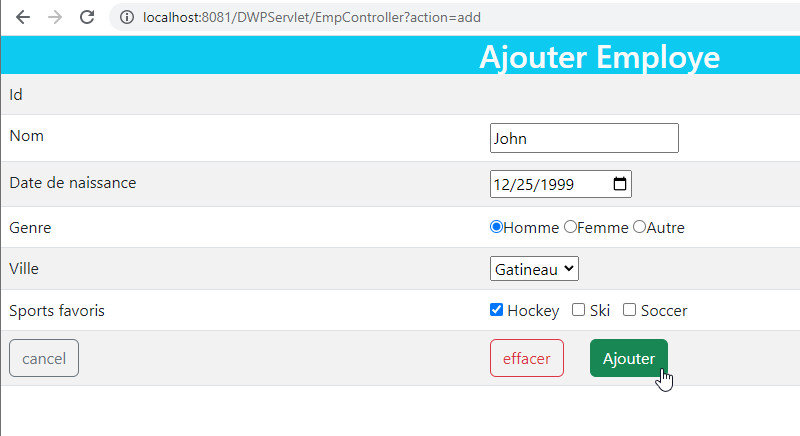 localhost:8081/DWPServlet/EmpController?action=add
Ajouter Employe
Id
Nom John
Date de naissance 12/25/1999
Genre Homme Femme Autre
Ville Gatineau
Sports favoris Hockey Ski Soccer
cancel effacer Ajouter